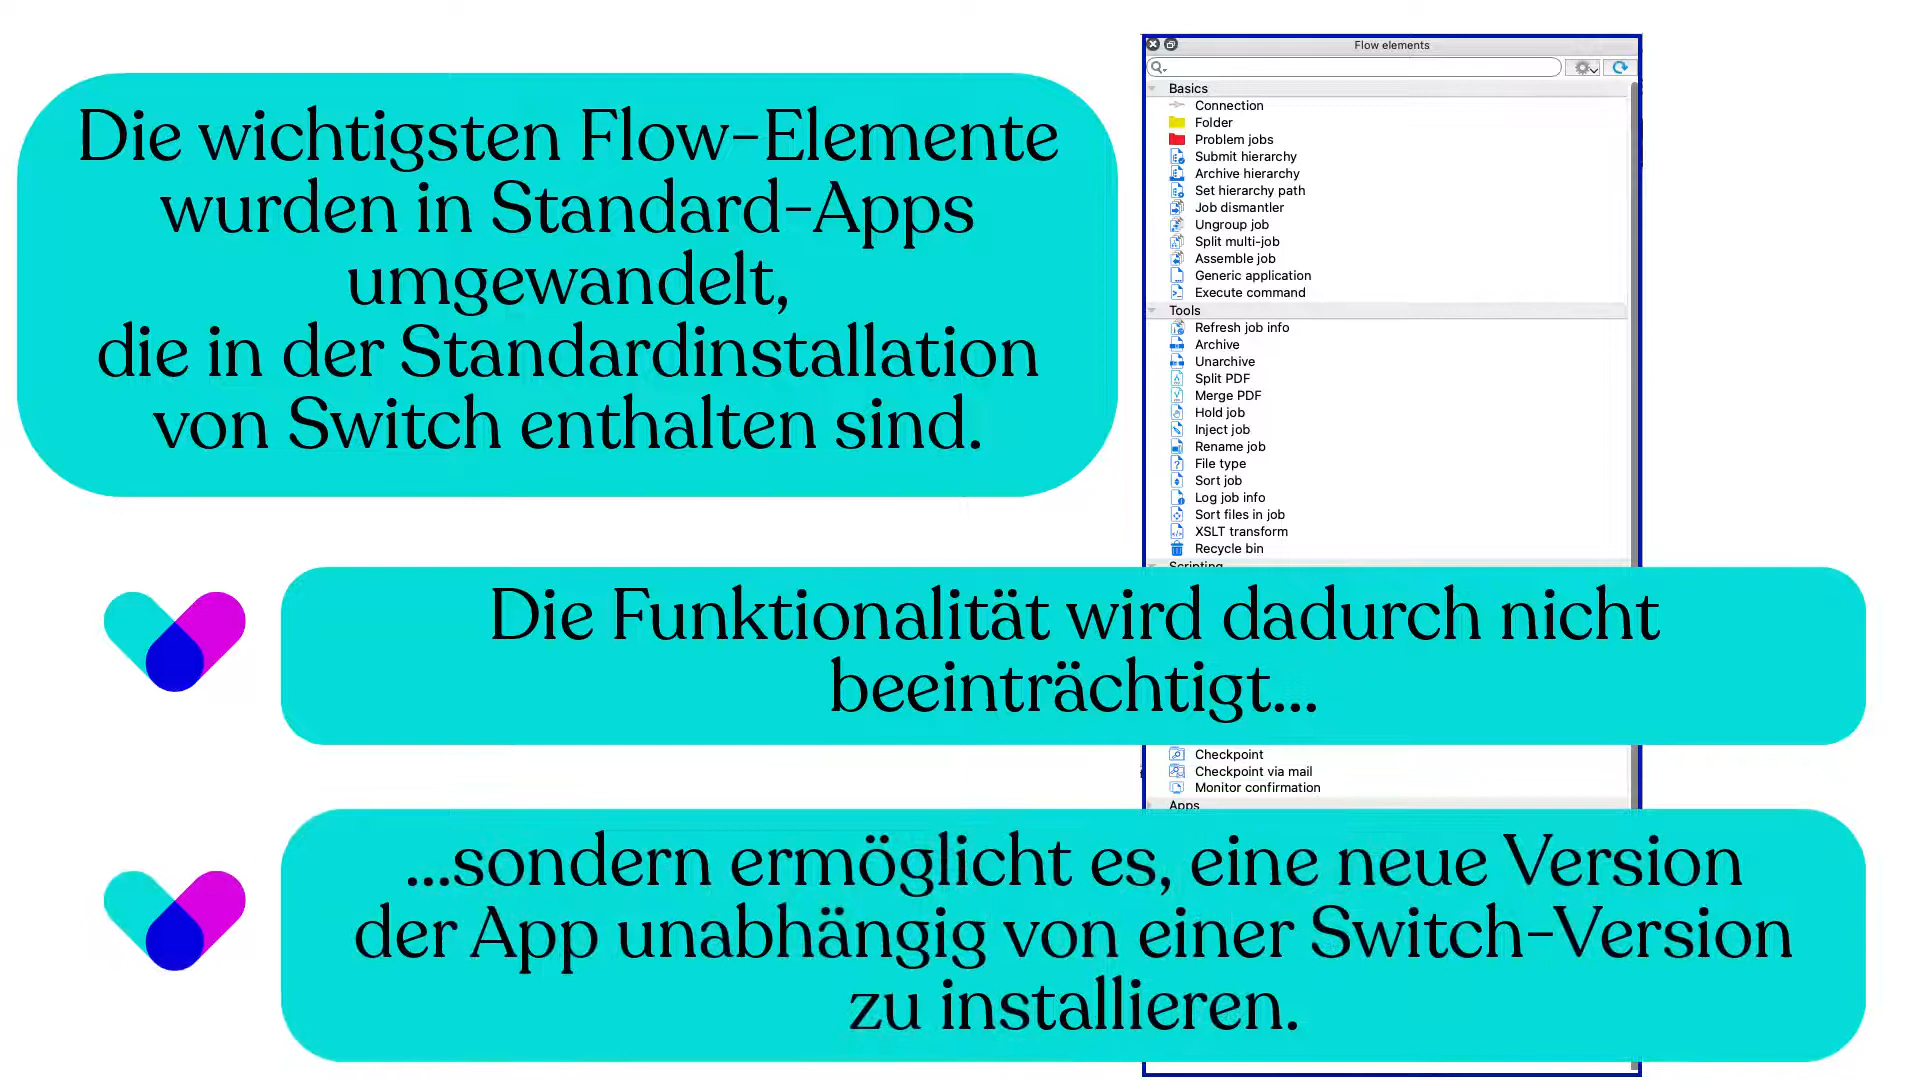 Die wichtigsten Flow-Elemente
wurden in Standard-Apps
umgewandelt,
die in der Standardinstallation
von Switch enthalten sind.
Flow elements
Basics
Connection
Folder
Problem jobs
Submit hierarchy
Archive hierarchy
Set hierarchy path
Job dismantler
Ungroup job
Split multi-job
Assemble job
Generic application
Execute command
Tools
Refresh job info
Archive
Unarchive
Split PDF
Merge PDF
Hold job
Inject job
Rename job
File type
Sort job
Log job info
Sort files in job
XSLT transform
Recycle bin
Scripting
Die Funktionalität wird dadurch nicht
beeinträchtigt...
Checkpoint
Checkpoint via mail
Monitor confirmation
Apps
...sondern ermöglicht es, eine neue Version
der App unabhängig von einer Switch-Version
zu installieren.